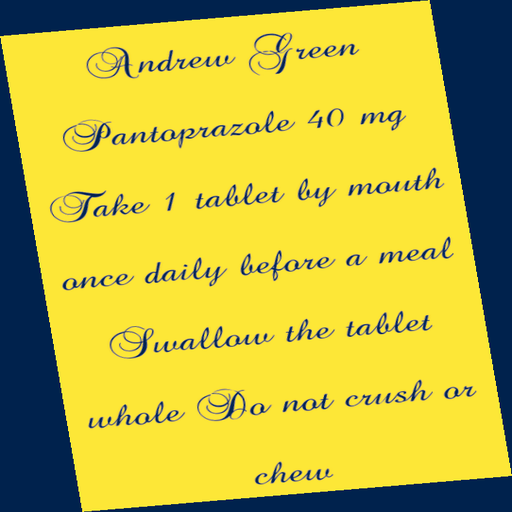 Andrew Green
Pantoprazole 40 mg
Take 1 tablet by mouth
once daily before a meal
Swallow the tablet
whole Do not crush or
chew